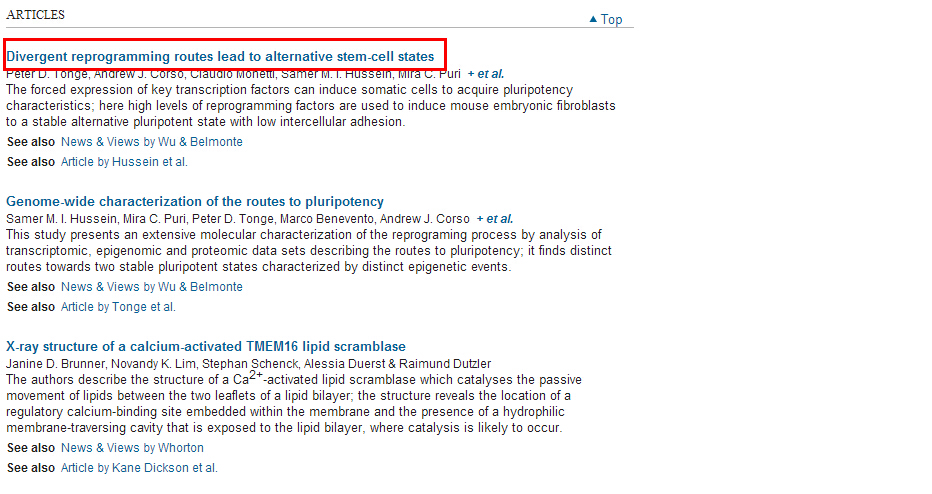 ARTICLES
▲ Top
Divergent reprogramming routes lead to alternative stem-cell states
Peter D. Tonge, Andrew J. Corso, Claudio Monetti, Samer M. I. Hussein, Mira C. Puri + et al.
The forced expression of key transcription factors can induce somatic cells to acquire pluripotency
characteristics; here high levels of reprogramming factors are used to induce mouse embryonic fibroblasts
to a stable alternative pluripotent state with low intercellular adhesion.
See also News & Views by Wu & Belmonte
See also Article by Hussein et al.
Genome-wide characterization of the routes to pluripotency
Samer M. I. Hussein, Mira C. Puri, Peter D. Tonge, Marco Benevento, Andrew J. Corso + et al.
This study presents an extensive molecular characterization of the reprograming process by analysis of
transcriptomic, epigenomic and proteomic data sets describing the routes to pluripotency; it finds distinct
routes towards two stable pluripotent states characterized by distinct epigenetic events.
See also News & Views by Wu & Belmonte
See also Article by Tonge et al.
X-ray structure of a calcium-activated TMEM16 lipid scramblase
Janine D. Brunner, Novandy K. Lim, Stephan Schenck, Alessia Duerst & Raimund Dutzler
The authors describe the structure of a Ca2+-activated lipid scramblase which catalyses the passive
movement of lipids between the two leaflets of a lipid bilayer; the structure reveals the location of a
regulatory calcium-binding site embedded within the membrane and the presence of a hydrophilic
membrane-traversing cavity that is exposed to the lipid bilayer, where catalysis is likely to occur.
See also News & Views by Whorton
See also Article by Kane Dickson et al.